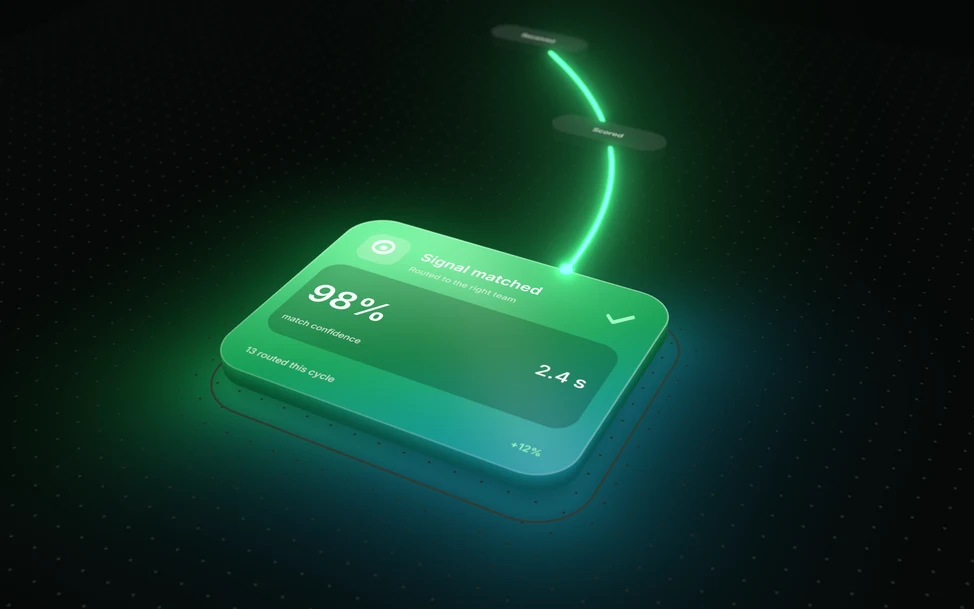 Scored
Signal matched
Routed to the right team
98%
match confidence
2.4 s
13 routed this cycle
+12%